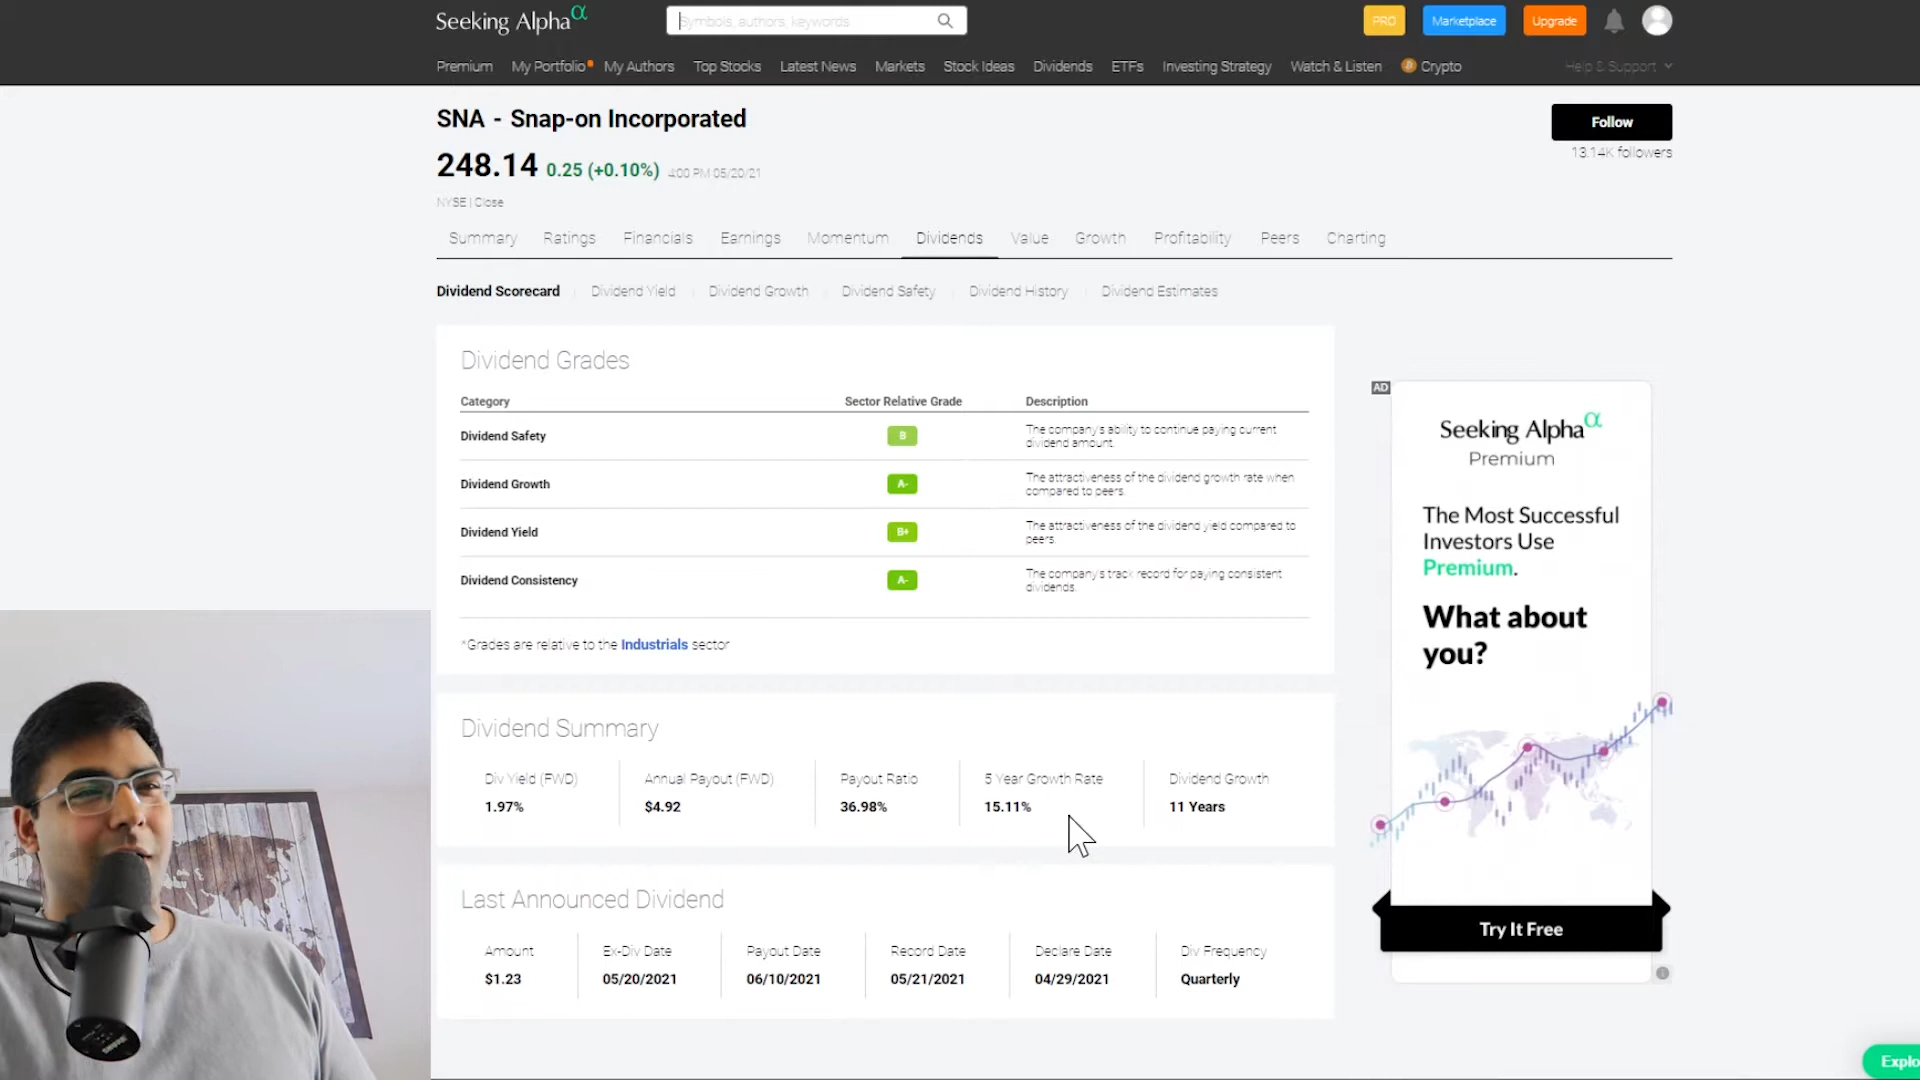 Seeking Alpha α
Symbols, authors, keywords
PRO
Marketplace
Upgrade
Premium My Portfolio My Authors Top Stocks Latest News Markets Stock Ideas Dividends ETFs Investing Strategy Watch & Listen Crypto Help & Support
SNA - Snap-on Incorporated
Follow
248.14 0.25 (+0.10%) 4:00 PM 05/20/21
13.14K followers
NYSE | Close
Summary Ratings Financials Earnings Momentum Dividends Value Growth Profitability Peers Charting
Dividend Scorecard Dividend Yield Dividend Growth Dividend Safety Dividend History Dividend Estimates
Dividend Grades
Category Sector Relative Grade Description
Dividend Safety B The company's ability to continue paying current
dividend amount.
Dividend Growth A- The attractiveness of the dividend growth rate when
compared to peers.
Dividend Yield B+ The attractiveness of the dividend yield compared to
peers.
Dividend Consistency A- The company's track record for paying consistent
dividends.
*Grades are relative to the Industrials sector
Dividend Summary
Div Yield (FWD) Annual Payout (FWD) Payout Ratio 5 Year Growth Rate Dividend Growth
1.97% $4.92 36.98% 15.11% 11 Years
Last Announced Dividend
Amount Ex-Div Date Payout Date Record Date Declare Date Div Frequency
$1.23 05/20/2021 06/10/2021 05/21/2021 04/29/2021 Quarterly
AD
Seeking Alpha α
Premium
The Most Successful
Investors Use
Premium.
What about
you?
Try It Free
Explo